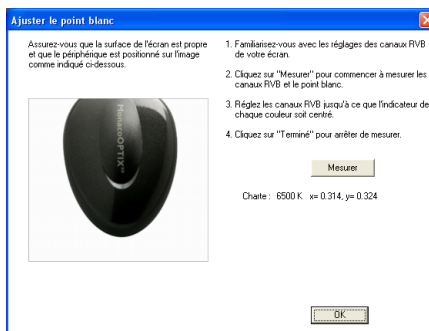 Ajuster le point blanc
Assurez-vous que la surface de l'écran est propre
et que le périphérique est positionné sur l'image
comme indiqué ci-dessous.
MonacoOPTIX
1. Familiarisez-vous avec les réglages des canaux RVB
de votre écran.
2. Cliquez sur "Mesurer" pour commencer à mesurer les
canaux RVB et le point blanc.
3. Réglez les canaux RVB jusqu'à ce que l'indicateur de
chaque couleur soit centré.
4. Cliquez sur "Terminé" pour arrêter de mesurer.
Mesurer
Charte : 6500 K x= 0.314, y= 0.324
OK